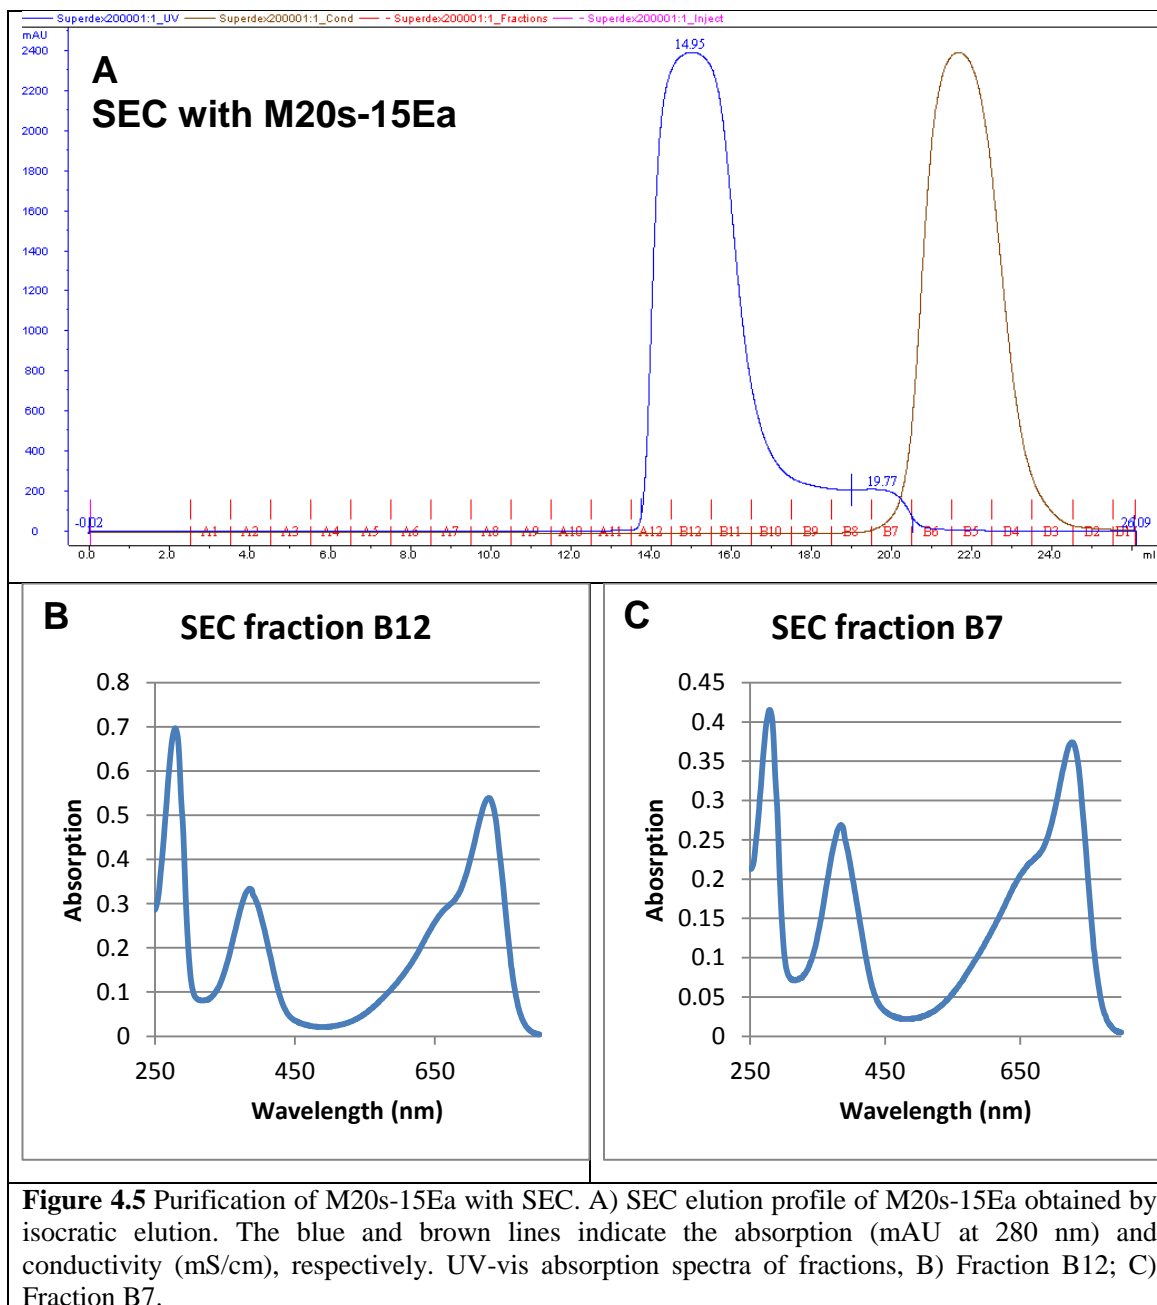 Superdex200001:1_UV Superdex200001:1_Cond Superdex200001:1_Fractions Superdex200001:1_Inject
mAU
A
SEC with M20s-15Ea
14.95
2400
2200
2000
1800
1600
1400
1200
1000
800
600
400
200
0
19.77
-0.02
26.09
A1 A2 A3 A4 A5 A6 A7 A8 A9 A10 A11 A12 B12 B11 B10 B9 B8 B7 B6 B5 B4 B3 B2 B1
0.0 2.0 4.0 6.0 8.0 10.0 12.0 14.0 16.0 18.0 20.0 22.0 24.0 ml
B
SEC fraction B12
0.8
0.7
0.6
0.5
0.4
0.3
0.2
0.1
0
Absorption
250 450 650
Wavelength (nm)
C
SEC fraction B7
0.45
0.4
0.35
0.3
0.25
0.2
0.15
0.1
0.05
0
Abosrption
250 450 650
Wavelength (nm)
Figure 4.5 Purification of M20s-15Ea with SEC. A) SEC elution profile of M20s-15Ea obtained by
isocratic elution. The blue and brown lines indicate the absorption (mAU at 280 nm) and
conductivity (mS/cm), respectively. UV-vis absorption spectra of fractions, B) Fraction B12; C)
Fraction B7.